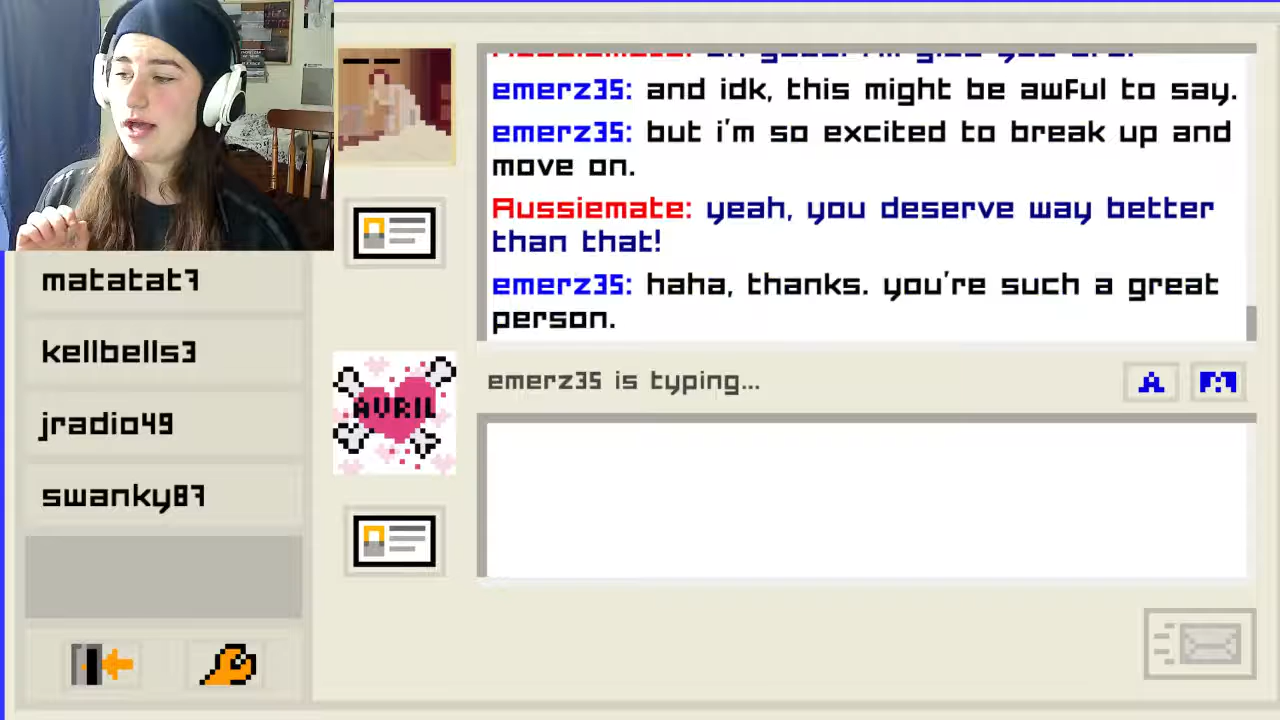 emerz35: and idk, this might be awful to say.
emerz35: but i'm so excited to break up and
move on.
Aussiemate: yeah, you deserve way better
than that!
emerz35: haha, thanks. you're such a great
person.
emerz35 is typing...
A
matatat7
kellbells3
jradio49
swanky87
AVRIL